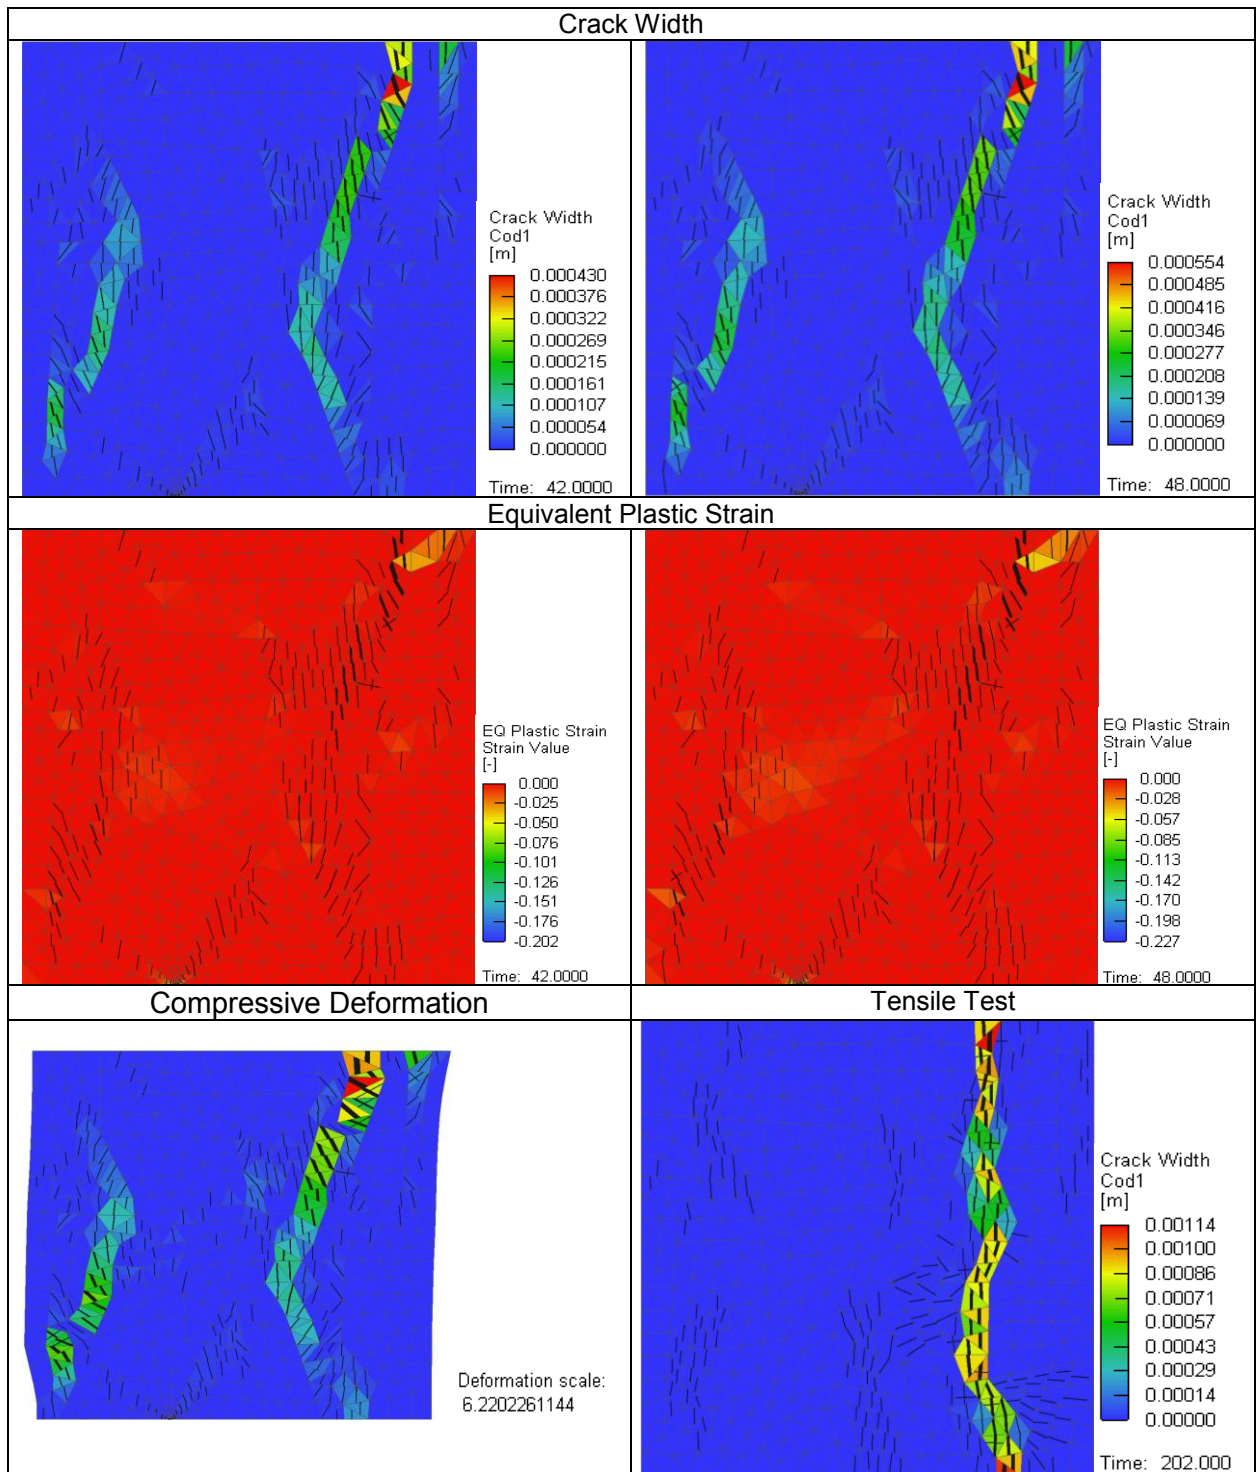 Crack Width
Crack Width
Cod1
[m]
0.000430
0.000376
0.000322
0.000269
0.000215
0.000161
0.000107
0.000054
0.000000
Time: 42.0000
Crack Width
Cod1
[m]
0.000554
0.000485
0.000416
0.000346
0.000277
0.000208
0.000139
0.000069
0.000000
Time: 48.0000
Equivalent Plastic Strain
EQ Plastic Strain
Strain Value
[-]
0.000
-0.025
-0.050
-0.076
-0.101
-0.126
-0.151
-0.176
-0.202
Time: 42.0000
EQ Plastic Strain
Strain Value
[-]
0.000
-0.028
-0.057
-0.085
-0.113
-0.142
-0.170
-0.198
-0.227
Time: 48.0000
Compressive Deformation
Deformation scale:
6.2202261144
Tensile Test
Crack Width
Cod1
[m]
0.00114
0.00100
0.00086
0.00071
0.00057
0.00043
0.00029
0.00014
0.00000
Time: 202.000